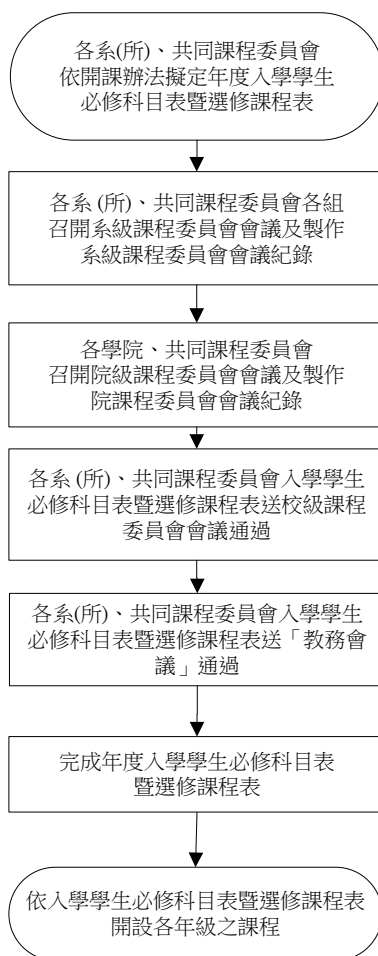 各系(所)、共同課程委員會
依開課辦法擬定年度入學學生
必修科目表暨選修課程表
各系 (所)、共同課程委員會各組
召開系級課程委員會會議及製作
系級課程委員會會議紀錄
各學院、共同課程委員會
召開院級課程委員會會議及製作
院課程委員會會議紀錄
各系 (所)、共同課程委員會入學學生
必修科目表暨選修課程表送校級課程
委員會會議通過
各系(所)、共同課程委員會入學學生
必修科目表暨選修課程表送「教務會
議」通過
完成年度入學學生必修科目表
暨選修課程表
依入學學生必修科目表暨選修課程表
開設各年級之課程